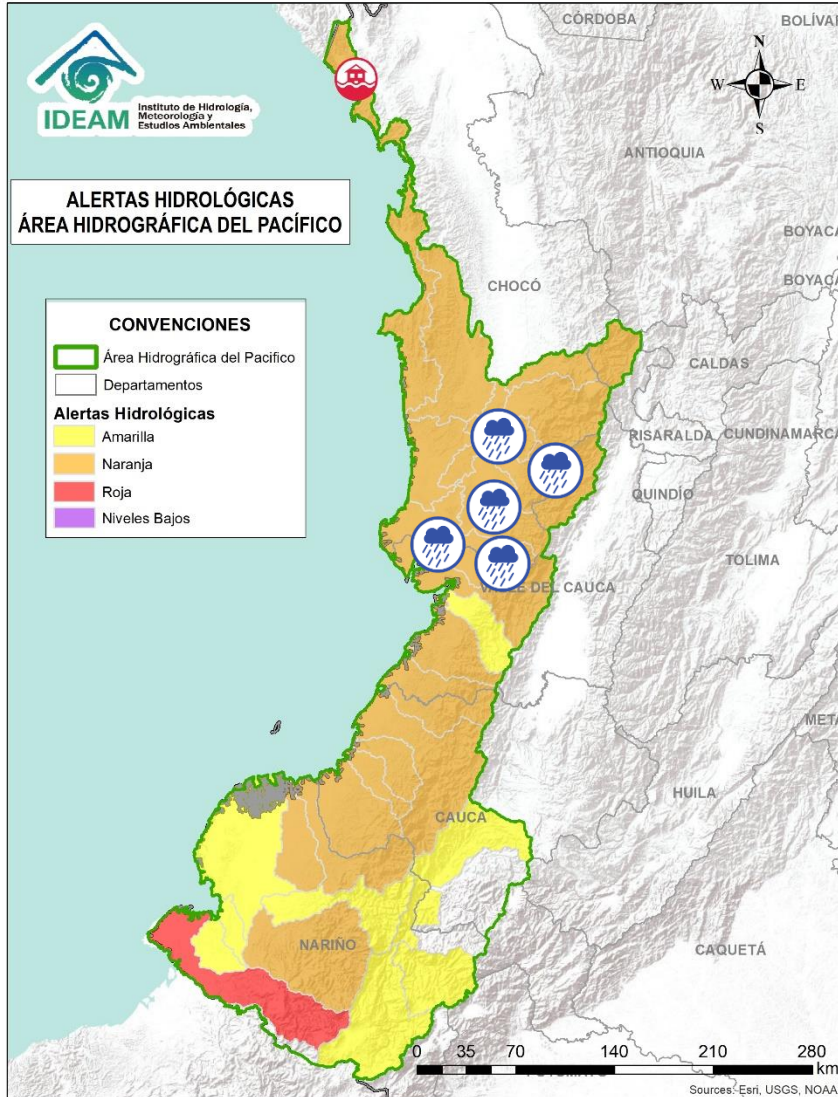 CÓRDOBA
BOLÍVAR
IDEAM
Instituto de Hidrología,
Meteorología y
Estudios Ambientales
N
W
E
S
ANTIOQUIA
ALERTAS HIDROLÓGICAS
ÁREA HIDROGRÁFICA DEL PACÍFICO
BOYACÁ
BOYACÁ
CHOCÓ
CONVENCIONES
Área Hidrográfica del Pacifico
Departamentos
Alertas Hidrológicas
Amarilla
Naranja
Roja
Niveles Bajos
CALDAS
RISARALDA
CUNDINAMARCA
QUINDÍO
TOLIMA
VALLE DEL CAUCA
META
HUILA
CAUCA
NARIÑO
CAQUETÁ
0 35 70 140 210 280
km
Sources: Esri, USGS, NOAA